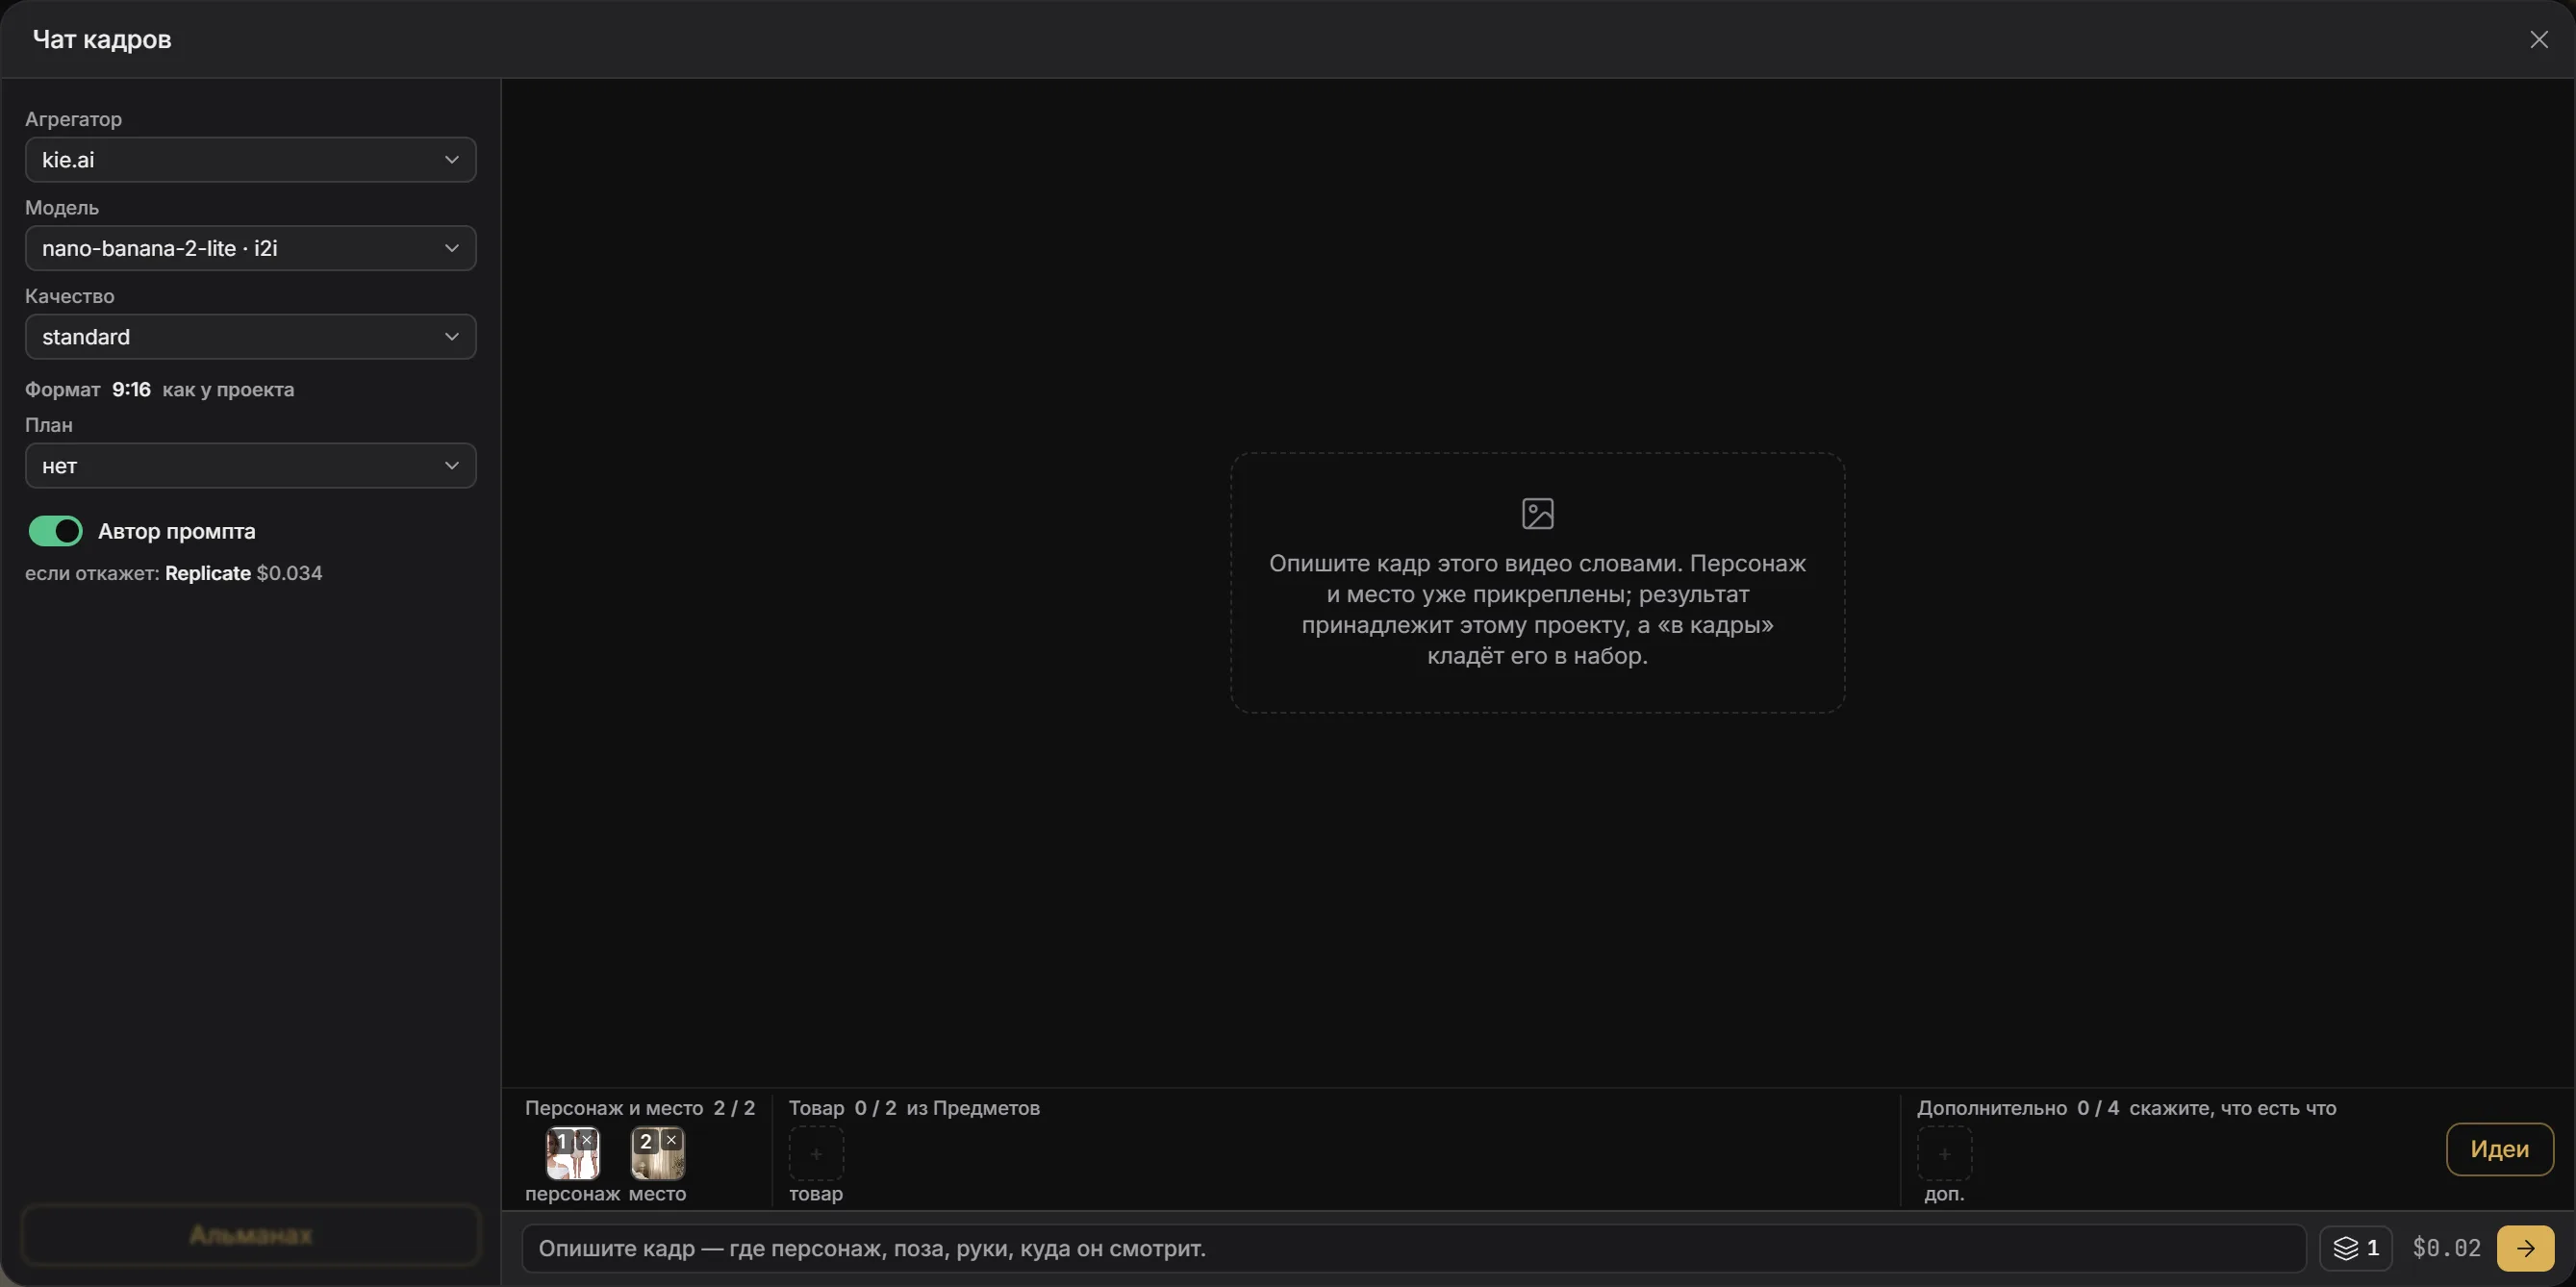 Чат кадров
Агрегатор
kie.ai
Модель
nano-banana-2-lite · i2i
Качество
standard
Формат 9:16 как у проекта
План
нет
Автор промпта
если откажет: Replicate $0.034
Альманах
Опишите кадр этого видео словами. Персонаж
и место уже прикреплены; результат
принадлежит этому проекту, а «в кадры»
кладёт его в набор.
Персонаж и место 2 / 2
1
2
персонаж
место
Товар 0 / 2 из Предметов
товар
Дополнительно 0 / 4 скажите, что есть что
доп.
Идеи
Опишите кадр — где персонаж, поза, руки, куда он смотрит.
1
$0.02